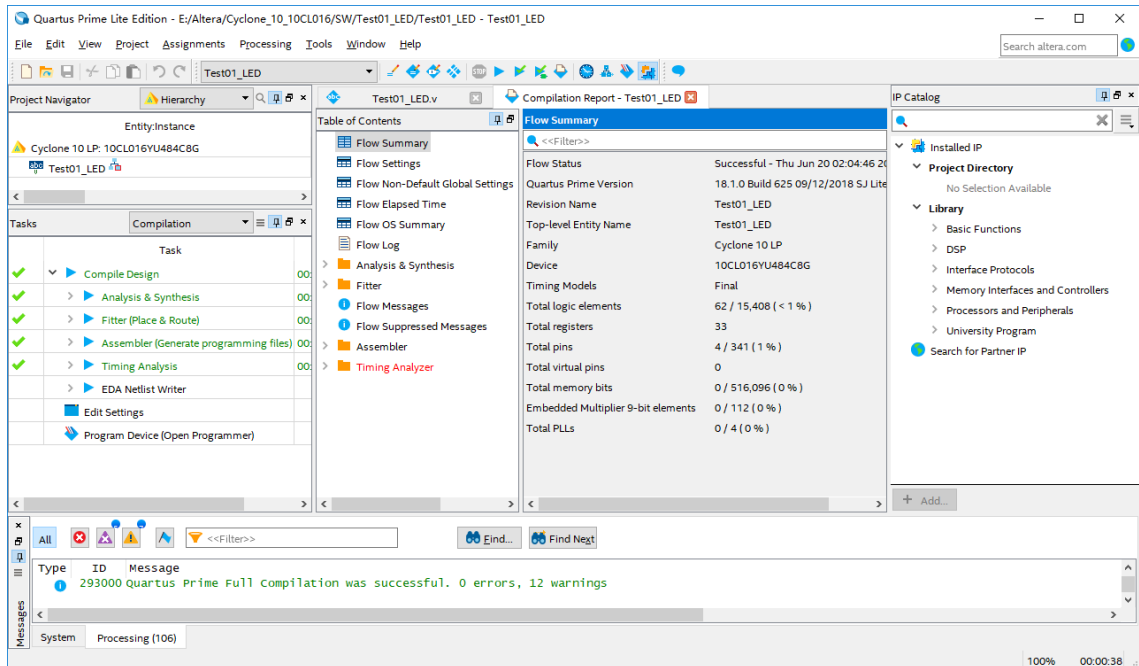 Quartus Prime Lite Edition - E:/Altera/Cyclone_10_10CL016/SW/Test01_LED/Test01_LED - Test01_LED
File Edit View Project Assignments Processing Tools Window Help
Search altera.com
Test01_LED
STOP
Project Navigator
Hierarchy
Entity:Instance
Cyclone 10 LP: 10CL016YU484C8G
abc Test01_LED
Tasks
Compilation
Task
Compile Design 00:
Analysis & Synthesis 00:
Fitter (Place & Route) 00:
Assembler (Generate programming files) 00:
Timing Analysis 00:
EDA Netlist Writer
Edit Settings
Program Device (Open Programmer)
abc Test01_LED.v
Compilation Report - Test01_LED
Table of Contents
Flow Summary
Flow Settings
Flow Non-Default Global Settings
Flow Elapsed Time
Flow OS Summary
Flow Log
Analysis & Synthesis
Fitter
Flow Messages
Flow Suppressed Messages
Assembler
Timing Analyzer
Flow Summary
<<Filter>>
Flow Status Successful - Thu Jun 20 02:04:46 20
Quartus Prime Version 18.1.0 Build 625 09/12/2018 SJ Lite
Revision Name Test01_LED
Top-level Entity Name Test01_LED
Family Cyclone 10 LP
Device 10CL016YU484C8G
Timing Models Final
Total logic elements 62 / 15,408 ( < 1 % )
Total registers 33
Total pins 4 / 341 ( 1 % )
Total virtual pins 0
Total memory bits 0 / 516,096 ( 0 % )
Embedded Multiplier 9-bit elements 0 / 112 ( 0 % )
Total PLLs 0 / 4 ( 0 % )
IP Catalog
Installed IP
Project Directory
No Selection Available
Library
Basic Functions
DSP
Interface Protocols
Memory Interfaces and Controllers
Processors and Peripherals
University Program
Search for Partner IP
+ Add...
All
<<Filter>>
Find...
Find Next
Type ID Message
293000 Quartus Prime Full Compilation was successful. 0 errors, 12 warnings
Messages
System Processing (106)
100% 00:00:38